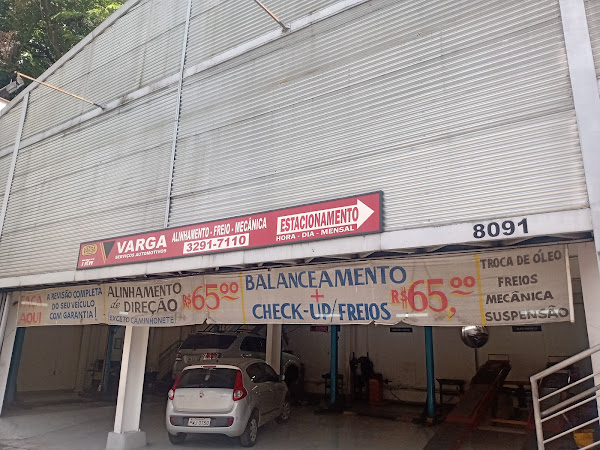 VARGA
SERVIÇOS AUTOMOTIVOS
ALINHAMENTO - FREIO - MECÂNICA
3291-7110
ESTACIONAMENTO
HORA - DIA - MENSAL
8091
FAÇA
AQUI
A REVISÃO COMPLETA
DO SEU VEÍCULO
COM GARANTIA
ALINHAMENTO
de DIREÇÃO
EXCETO CAMINHONETE
R$65,00
BALANCEAMENTO
+
CHECK-UP/FREIOS
R$65,00
TROCA DE ÓLEO
FREIOS
MECÂNICA
SUSPENSÃO